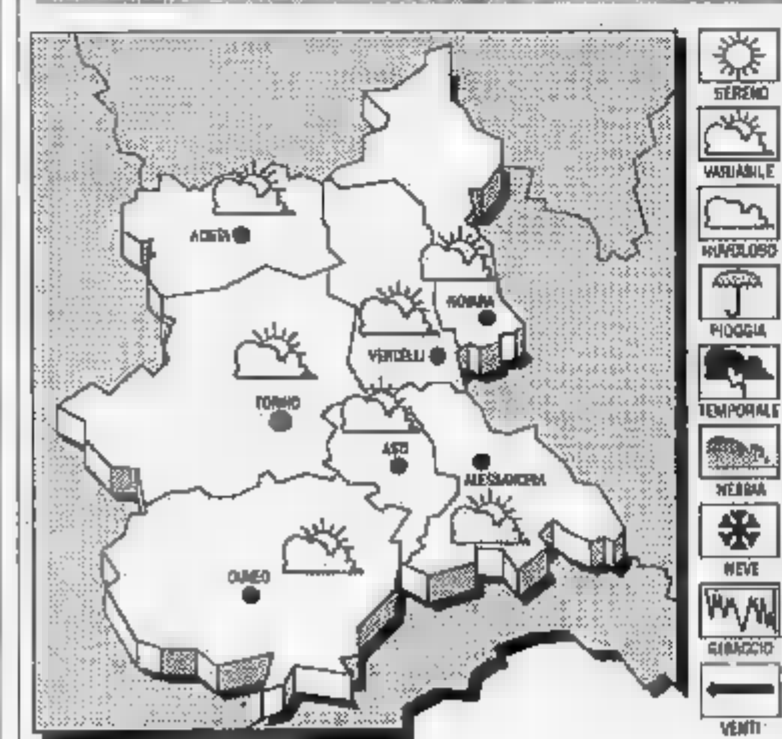 SERENO
VARIABILE
NUVOLOSO
PIOGGIA
TEMPORALE
NEBBIA
NEVE
GHIACCIO
VENTI
AOSTA
NOVARA
VERCELLI
TORINO
ASTI
ALESSANDRIA
CUNEO